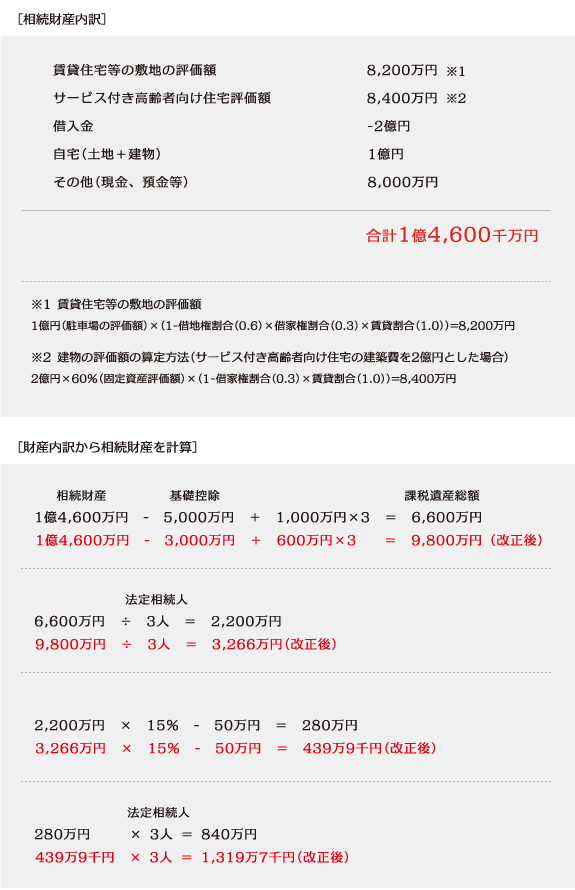 ［相続財産内訳］
賃貸住宅等の敷地の評価額 8,200万円 ※1
サービス付き高齢者向け住宅評価額 8,400万円 ※2
借入金 -2億円
自宅（土地＋建物） 1億円
その他（現金、預金等） 8,000万円
合計1億4,600千万円
※1 賃貸住宅等の敷地の評価額
1億円（駐車場の評価額）×（1-借地権割合（0.6）×借家権割合（0.3）×賃貸割合（1.0））=8,200万円
※2 建物の評価額の算定方法（サービス付き高齢者向け住宅の建築費を2億円とした場合）
2億円×60%（固定資産評価額）×（1-借家権割合（0.3）×賃貸割合（1.0））=8,400万円
［財産内訳から相続財産を計算］
相続財産 基礎控除 課税遺産総額
1億4,600万円 - 5,000万円 + 1,000万円×3 = 6,600万円
1億4,600万円 - 3,000万円 + 600万円×3 = 9,800万円（改正後）
法定相続人
6,600万円 ÷ 3人 = 2,200万円
9,800万円 ÷ 3人 = 3,266万円（改正後）
2,200万円 × 15% - 50万円 = 280万円
3,266万円 × 15% - 50万円 = 439万9千円（改正後）
法定相続人
280万円 × 3人 = 840万円
439万9千円 × 3人 = 1,319万7千円（改正後）